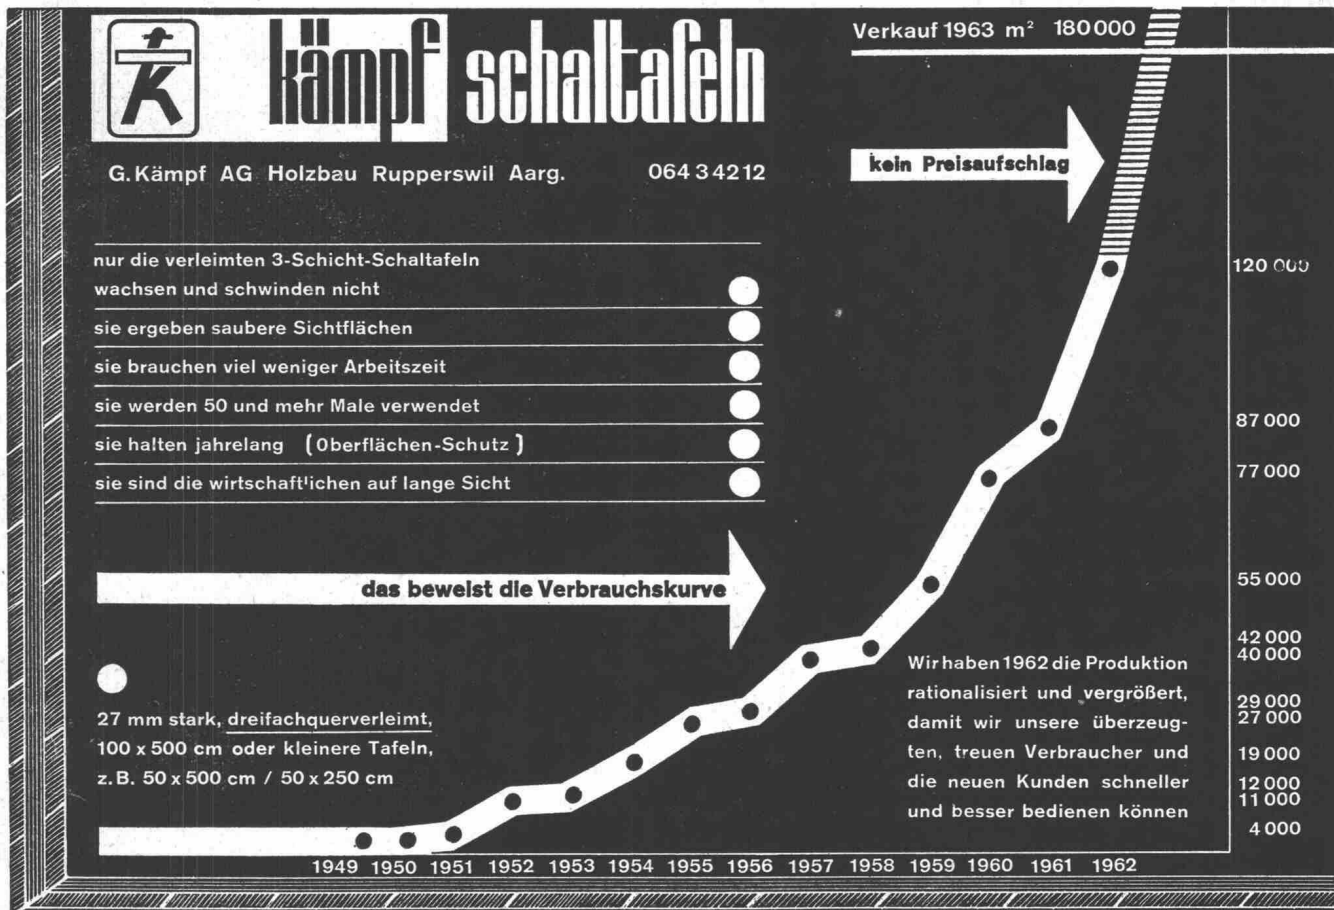 K
kämpf schaltafeln
G. Kämpf AG Holzbau Rupperswil Aarg. 064 3 42 12
nur die verleimten 3-Schicht-Schaltafeln
wachsen und schwinden nicht
sie ergeben saubere Sichtflächen
sie brauchen viel weniger Arbeitszeit
sie werden 50 und mehr Male verwendet
sie halten jahrelang (Oberflächen-Schutz)
sie sind die wirtschaft'ichen auf lange Sicht
das beweist die Verbrauchskurve
27 mm stark, dreifachquerverleimt,
100 x 500 cm oder kleinere Tafeln,
z.B. 50 x 500 cm / 50 x 250 cm
Verkauf 1963 m² 180 000
kein Preisaufschlag
Wir haben 1962 die Produktion
rationalisiert und vergrößert,
damit wir unsere überzeug-
ten, treuen Verbraucher und
die neuen Kunden schneller
und besser bedienen können
120 000
87 000
77 000
55 000
42 000
40 000
29 000
27 000
19 000
12 000
11 000
4 000
1949 1950 1951 1952 1953 1954 1955 1956 1957 1958 1959 1960 1961 1962